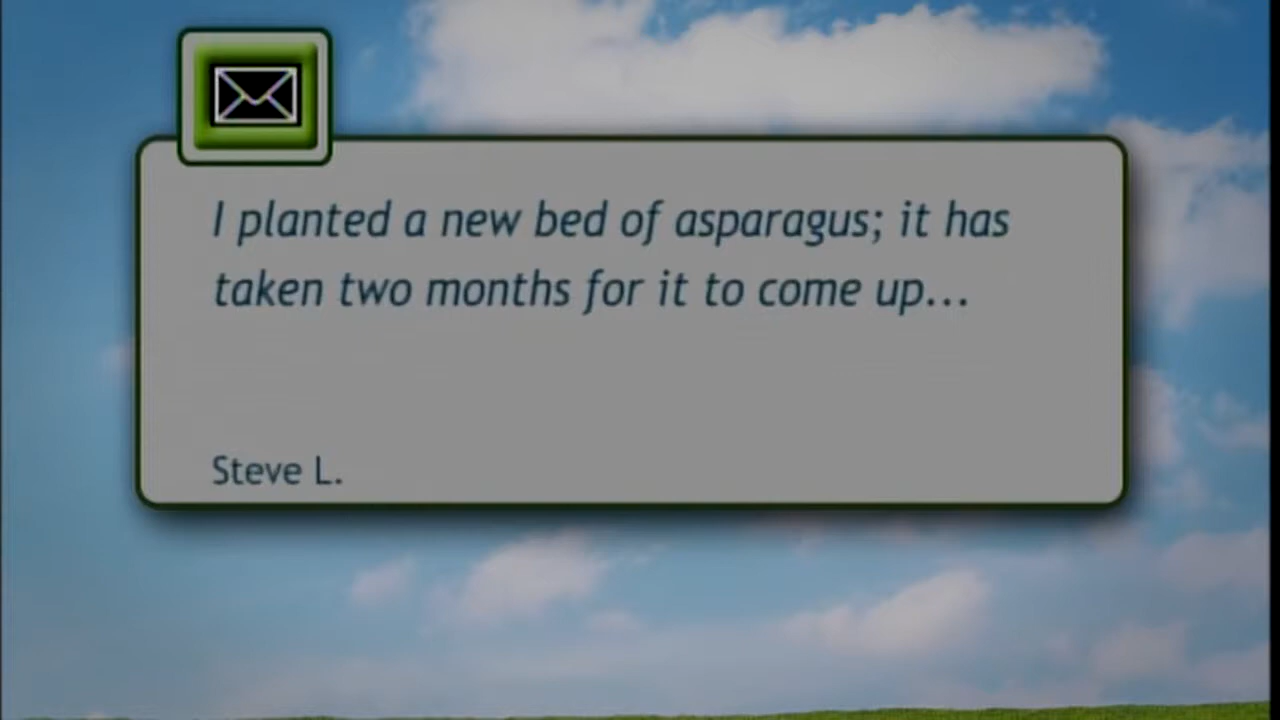 I planted a new bed of asparagus; it has
taken two months for it to come up...
Steve L.